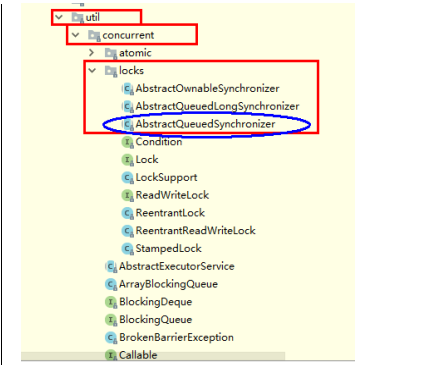 util
concurrent
atomic
locks
AbstractOwnableSynchronizer
AbstractQueuedLongSynchronizer
AbstractQueuedSynchronizer
Condition
Lock
LockSupport
ReadWriteLock
ReentrantLock
ReentrantReadWriteLock
StampedLock
AbstractExecutorService
ArrayBlockingQueue
BlockingDeque
BlockingQueue
BrokenBarrierException
Callable